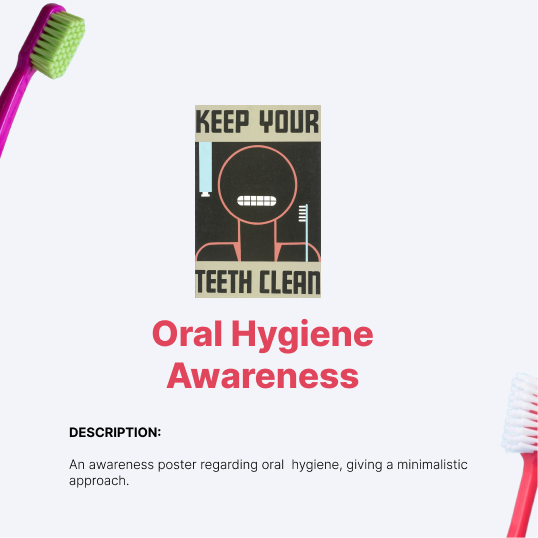 KEEP YOUR
TEETH CLEAN
Oral Hygiene
Awareness
DESCRIPTION:
An awareness poster regarding oral  hygiene, giving a minimalistic
approach.